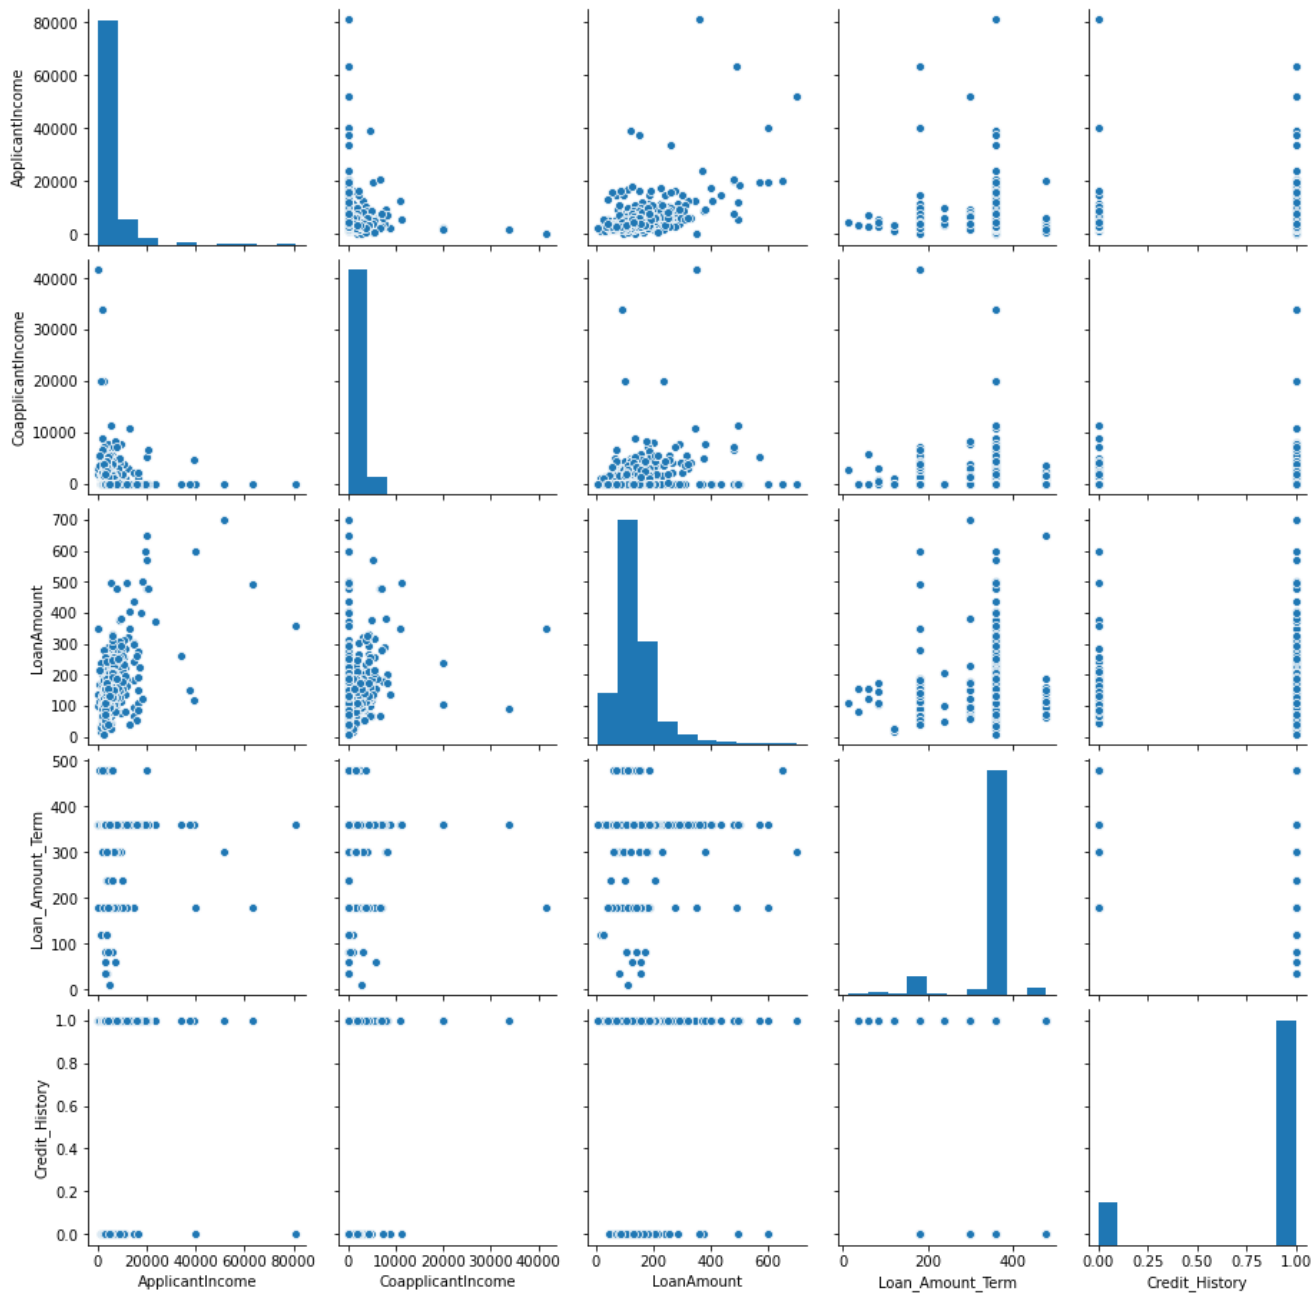 80000
60000
40000
20000
0
ApplicantIncome
40000
30000
20000
10000
0
CoapplicantIncome
700
600
500
400
300
200
100
0
LoanAmount
500
400
300
200
100
0
Loan_Amount_Term
1.0
0.8
0.6
0.4
0.2
0.0
Credit_History
0 20000 40000 60000 80000
ApplicantIncome
0 10000 20000 30000 40000
CoapplicantIncome
0 200 400 600
LoanAmount
0 200 400
Loan_Amount_Term
0.00 0.25 0.50 0.75 1.00
Credit_History